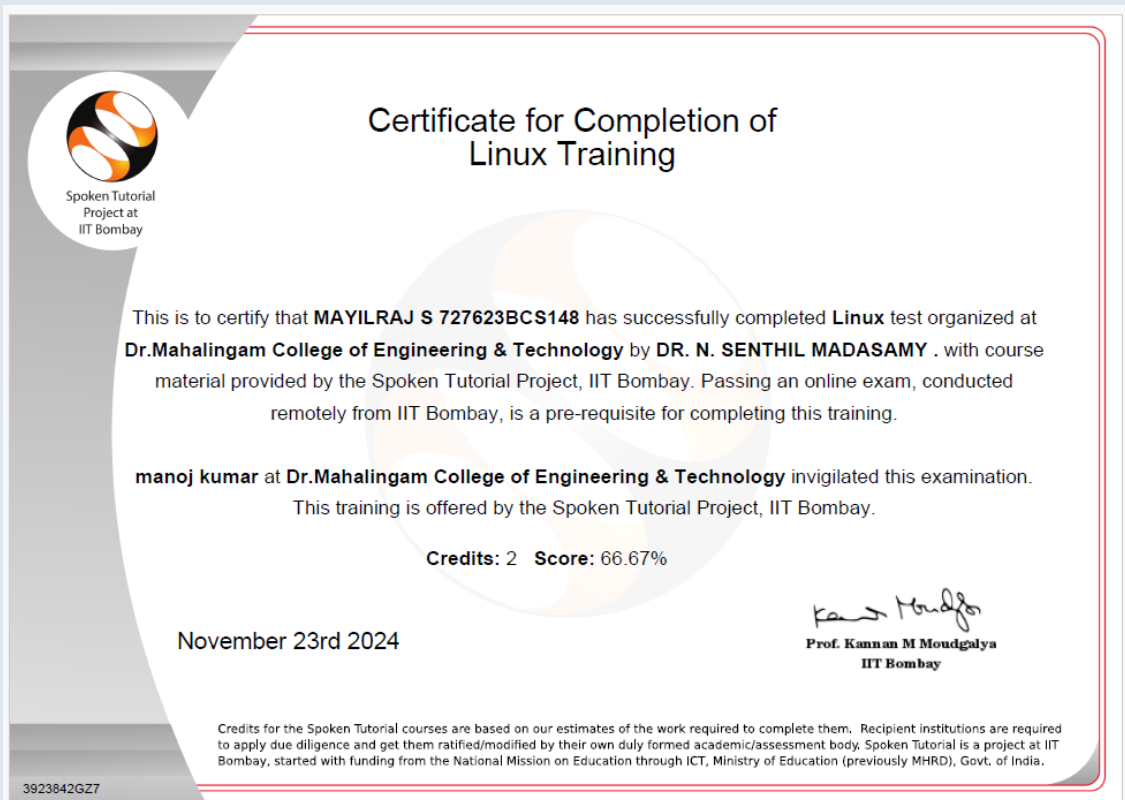 Spoken Tutorial
Project at
IIT Bombay
Certificate for Completion of
Linux Training
This is to certify that MAYILRAJ S 727623BCS148 has successfully completed Linux test organized at
Dr.Mahalingam College of Engineering & Technology by DR. N. SENTHIL MADASAMY . with course
material provided by the Spoken Tutorial Project, IIT Bombay. Passing an online exam, conducted
remotely from IIT Bombay, is a pre-requisite for completing this training.
manoj kumar at Dr.Mahalingam College of Engineering & Technology invigilated this examination.
This training is offered by the Spoken Tutorial Project, IIT Bombay.
Credits: 2 Score: 66.67%
November 23rd 2024
Prof. Kannan M Moudgalya
IIT Bombay
Credits for the Spoken Tutorial courses are based on our estimates of the work required to complete them. Recipient institutions are required
to apply due diligence and get them ratified/modified by their own duly formed academic/assessment body. Spoken Tutorial is a project at IIT
Bombay, started with funding from the National Mission on Education through ICT, Ministry of Education (previously MHRD), Govt. of India.
3923842GZ7